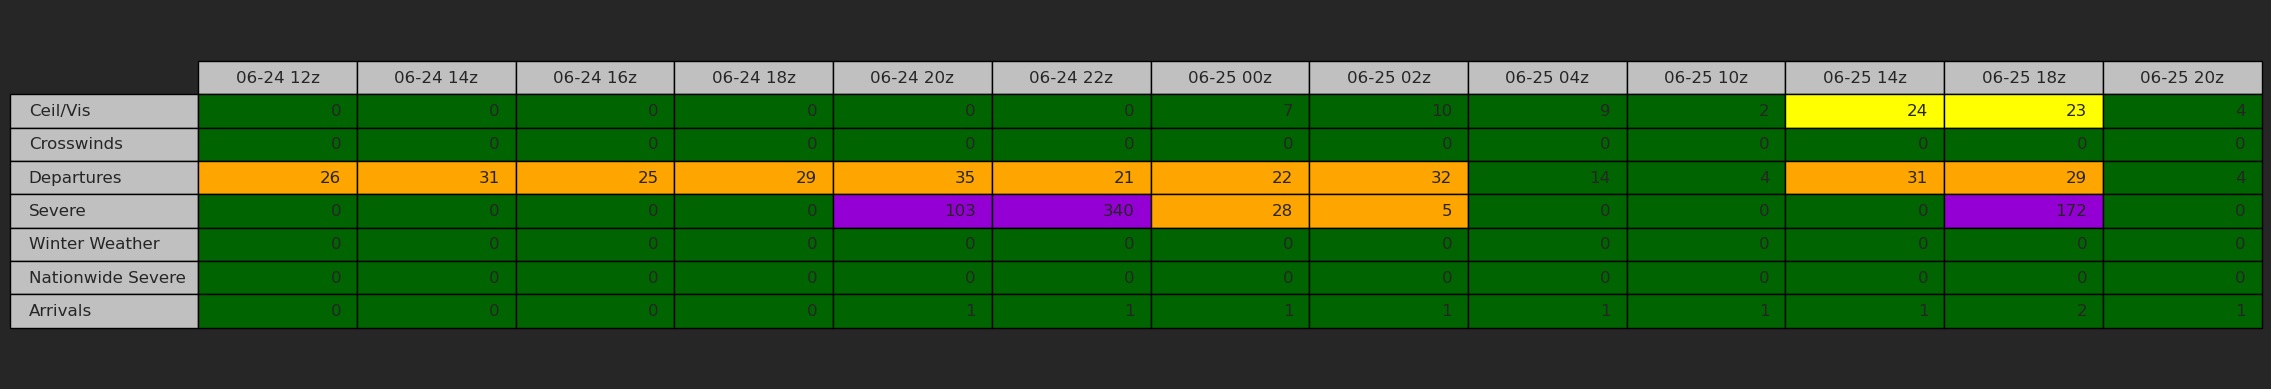 06-24 12z 06-24 14z 06-24 16z 06-24 18z 06-24 20z 06-24 22z 06-25 00z 06-25 02z 06-25 04z 06-25 10z 06-25 14z 06-25 18z 06-25 20z
Ceil/Vis 0 0 0 0 0 0 7 10 9 2 24 23 4
Crosswinds 0 0 0 0 0 0 0 0 0 0 0 0 0
Departures 26 31 25 29 35 21 22 32 14 4 31 29 4
Severe 0 0 0 0 103 340 28 5 0 0 0 172 0
Winter Weather 0 0 0 0 0 0 0 0 0 0 0 0 0
Nationwide Severe 0 0 0 0 0 0 0 0 0 0 0 0 0
Arrivals 0 0 0 0 1 1 1 1 1 1 1 2 1